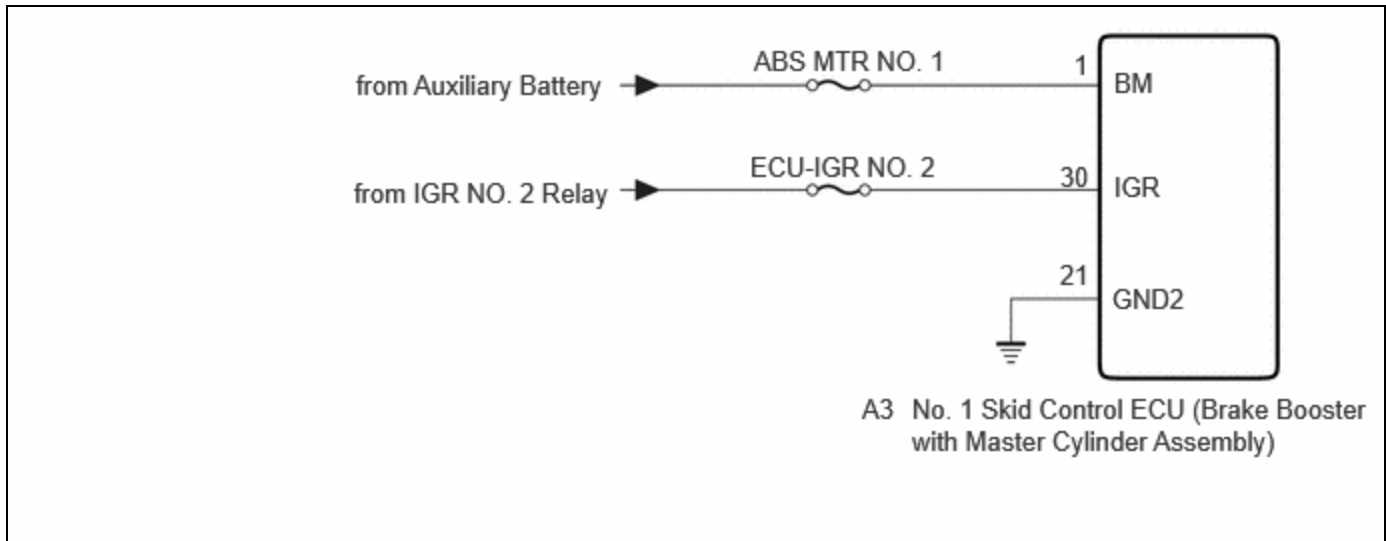 ABS MTR NO. 1
1
from Auxiliary Battery
BM
ECU-IGR NO. 2
30
from IGR NO. 2 Relay
IGR
21
GND2
A3 No. 1 Skid Control ECU (Brake Booster
with Master Cylinder Assembly)